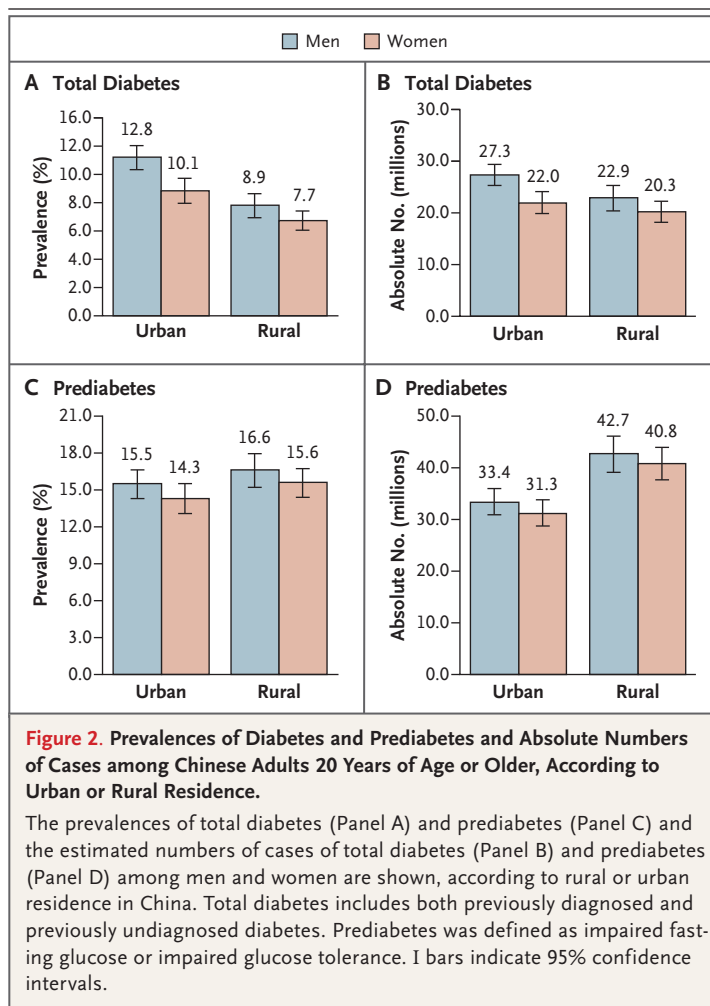 Men Women
A Total Diabetes
Prevalence (%)
16.0
14.0
12.0
10.0
8.0
6.0
4.0
2.0
0.0
12.8
10.1
8.9
7.7
Urban Rural
B Total Diabetes
Absolute No. (millions)
30.0
30.0
20.0
10.0
0.0
27.3
22.0
22.9
20.3
Urban Rural
C Prediabetes
Prevalence (%)
21.0
18.0
15.0
12.0
9.0
6.0
3.0
0.0
15.5
14.3
16.6
15.6
Urban Rural
D Prediabetes
Absolute No. (millions)
50.0
40.0
30.0
20.0
10.0
0.0
33.4
31.3
42.7
40.8
Urban Rural
Figure 2. Prevalences of Diabetes and Prediabetes and Absolute Numbers
of Cases among Chinese Adults 20 Years of Age or Older, According to
Urban or Rural Residence.
The prevalences of total diabetes (Panel A) and prediabetes (Panel C) and
the estimated numbers of cases of total diabetes (Panel B) and prediabetes
(Panel D) among men and women are shown, according to rural or urban
residence in China. Total diabetes includes both previously diagnosed and
previously undiagnosed diabetes. Prediabetes was defined as impaired fast-
ing glucose or impaired glucose tolerance. I bars indicate 95% confidence
intervals.